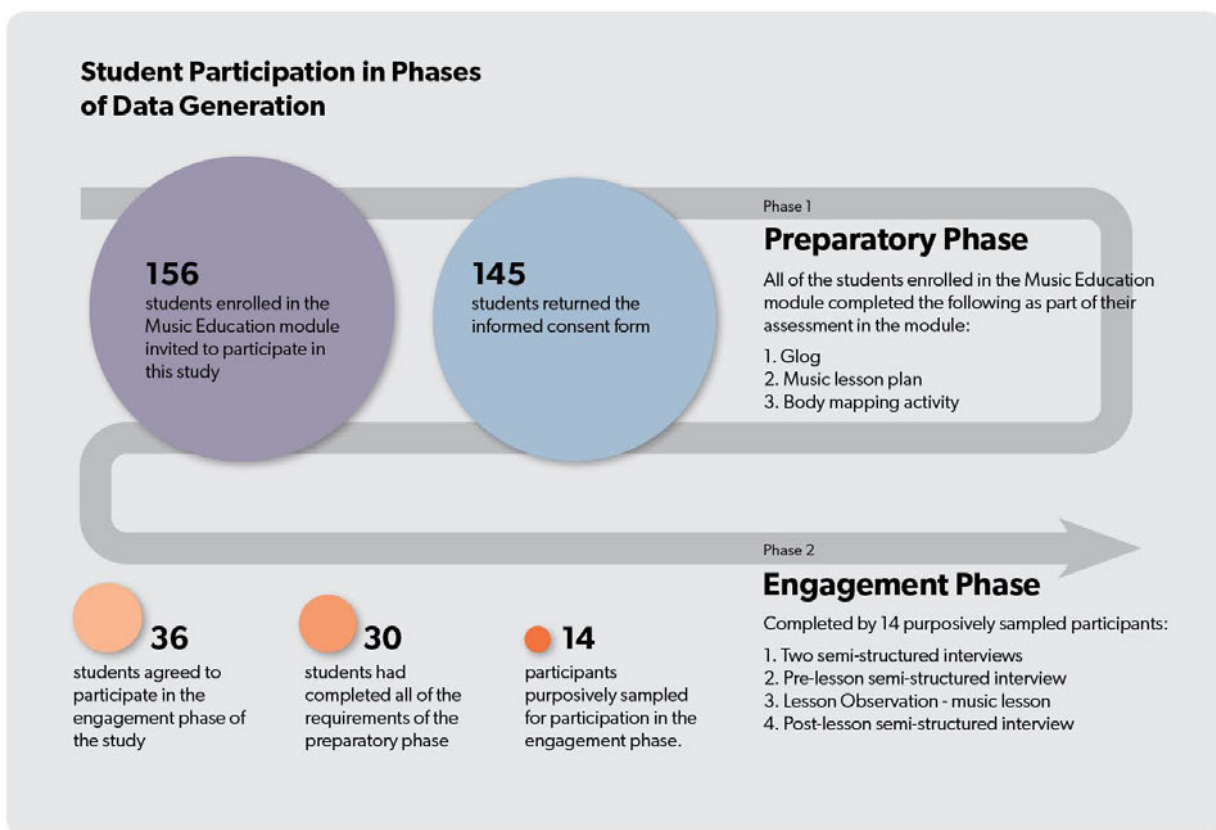 Student Participation in Phases
of Data Generation
156
students enrolled in the
Music Education module
invited to participate in
this study
145
students returned the
informed consent form
Phase 1
Preparatory Phase
All of the students enrolled in the Music Education
module completed the following as part of their
assessment in the module:
1. Glog
2. Music lesson plan
3. Body mapping activity
36
students agreed to
participate in the
engagement phase of
the study
30
students had
completed all of the
requirements of the
preparatory phase
14
participants
purposively sampled
for participation in the
engagement phase.
Phase 2
Engagement Phase
Completed by 14 purposively sampled participants:
1. Two semi-structured interviews
2. Pre-lesson semi-structured interview
3. Lesson Observation - music lesson
4. Post-lesson semi-structured interview